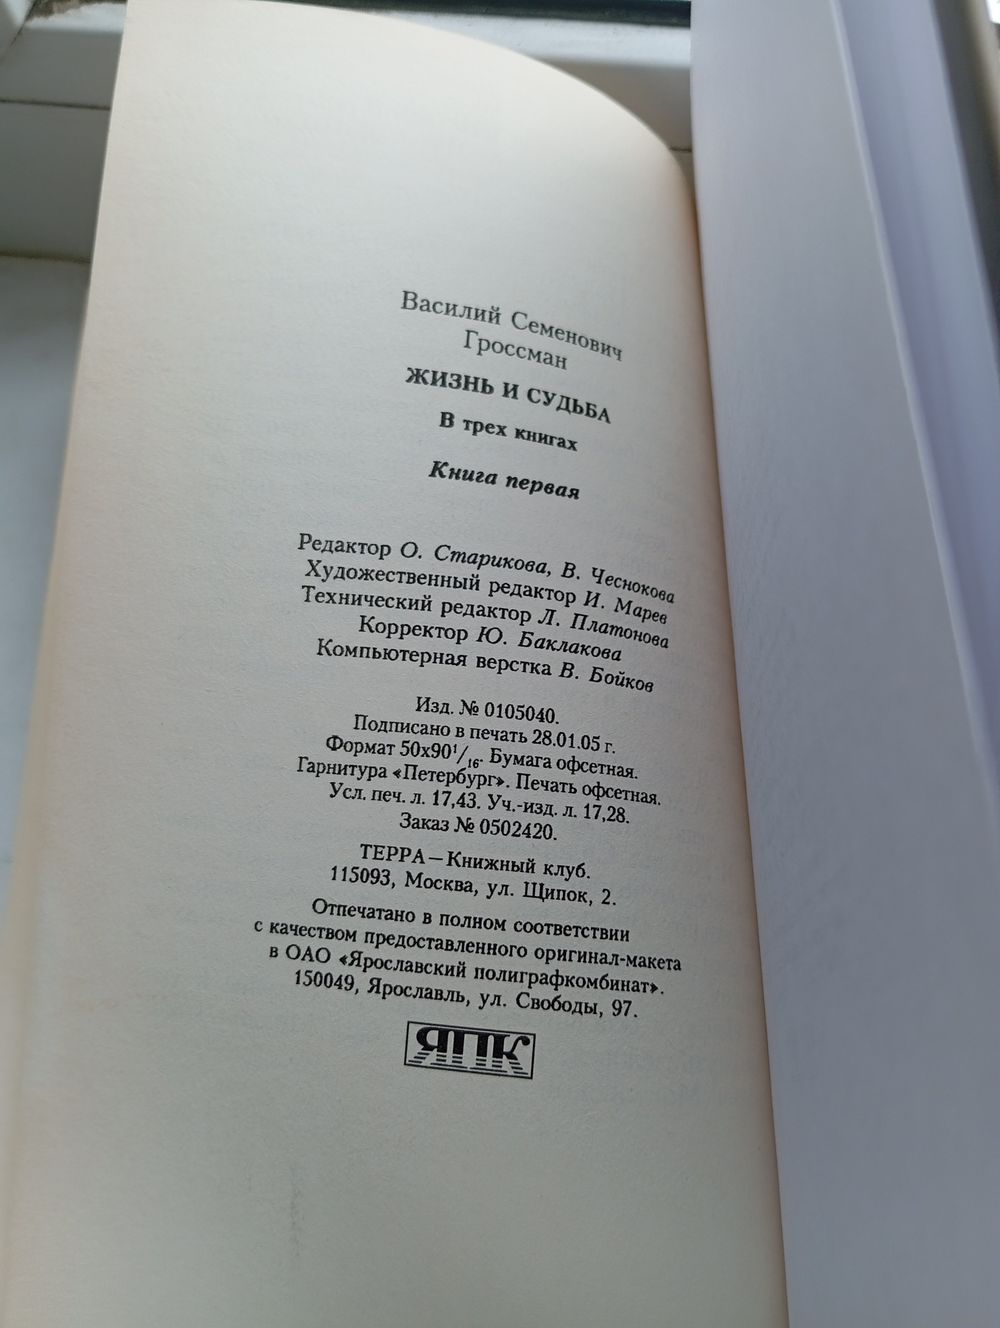 Василий Семенович
Гроссман
ЖИЗНЬ И СУДЬБА
В трех книгах
Книга первая
Редактор О. Старикова, В. Чеснокова
Художественный редактор И. Марев
Технический редактор Л. Платонова
Корректор Ю. Баклакова
Компьютерная верстка В. Бойков
Изд. № 0105040.
Подписано в печать 28.01.05 г.
Формат 50х90 1/16. Бумага офсетная.
Гарнитура «Петербург». Печать офсетная.
Усл. печ. л. 17,43. Уч.-изд. л. 17,28.
Заказ № 0502420.
ТЕРРА—Книжный клуб.
115093, Москва, ул. Щипок, 2.
Отпечатано в полном соответствии
с качеством предоставленного оригинал-макета
в ОАО «Ярославский полиграфкомбинат».
150049, Ярославль, ул. Свободы, 97.
ЯПК